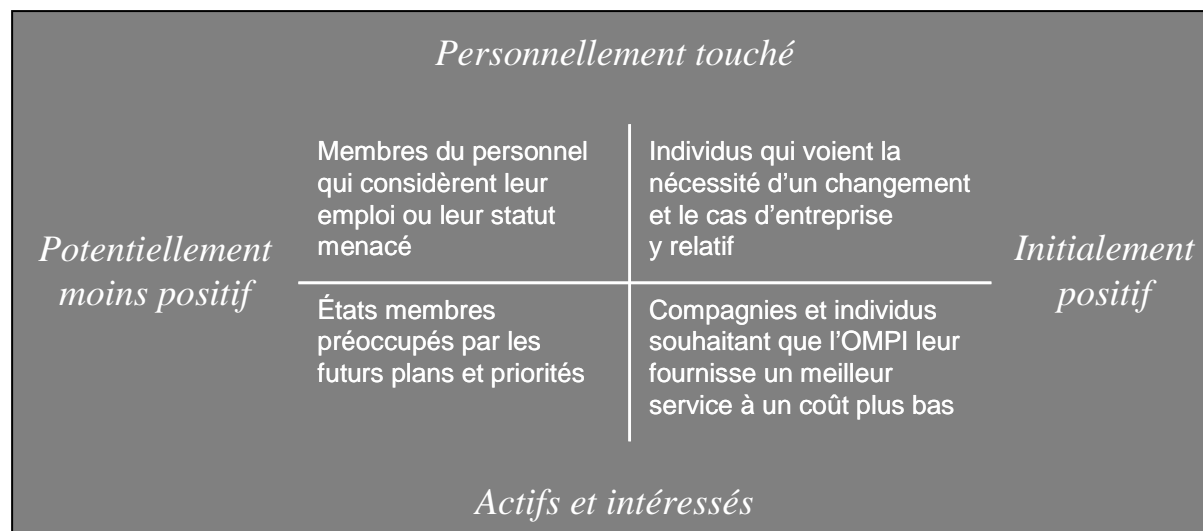 Personnellement touché
Membres du personnel
qui considèrent leur
emploi ou leur statut
menacé
Individus qui voient la
nécessité d'un changement
et le cas d'entreprise
y relatif
Potentiellement
moins positif
Initialement
positif
États membres
préoccupés par les
futurs plans et priorités
Compagnies et individus
souhaitant que l'OMPI leur
fournisse un meilleur
service à un coût plus bas
Actifs et intéressés